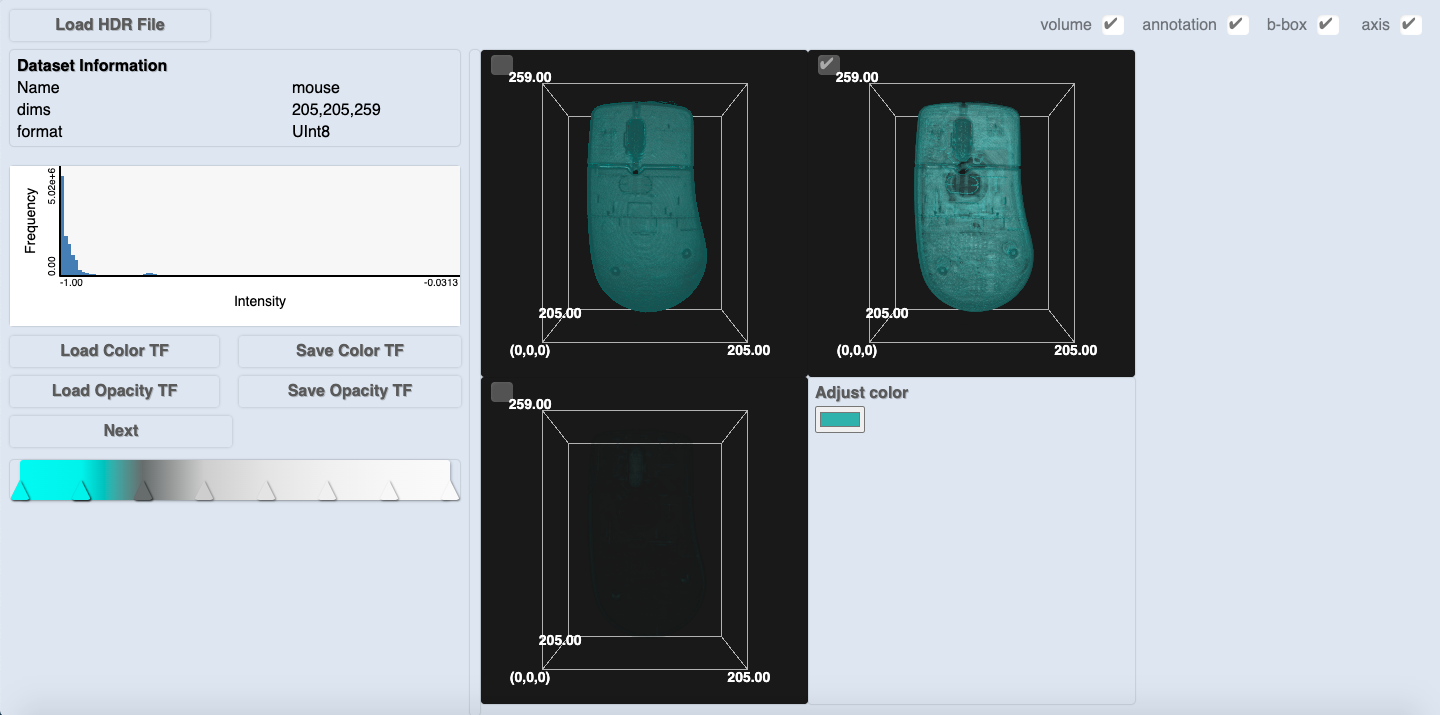 Load HDR File
volume annotation b-box axis
Dataset Information
Name mouse
dims 205,205,259
format UInt8
Frequency
5.02e+6
0.00
-1.00 -0.0313
Intensity
Load Color TF Save Color TF
Load Opacity TF Save Opacity TF
Next
259.00
205.00
(0,0,0) 205.00
259.00
205.00
(0,0,0) 205.00
259.00
205.00
(0,0,0) 205.00
Adjust color